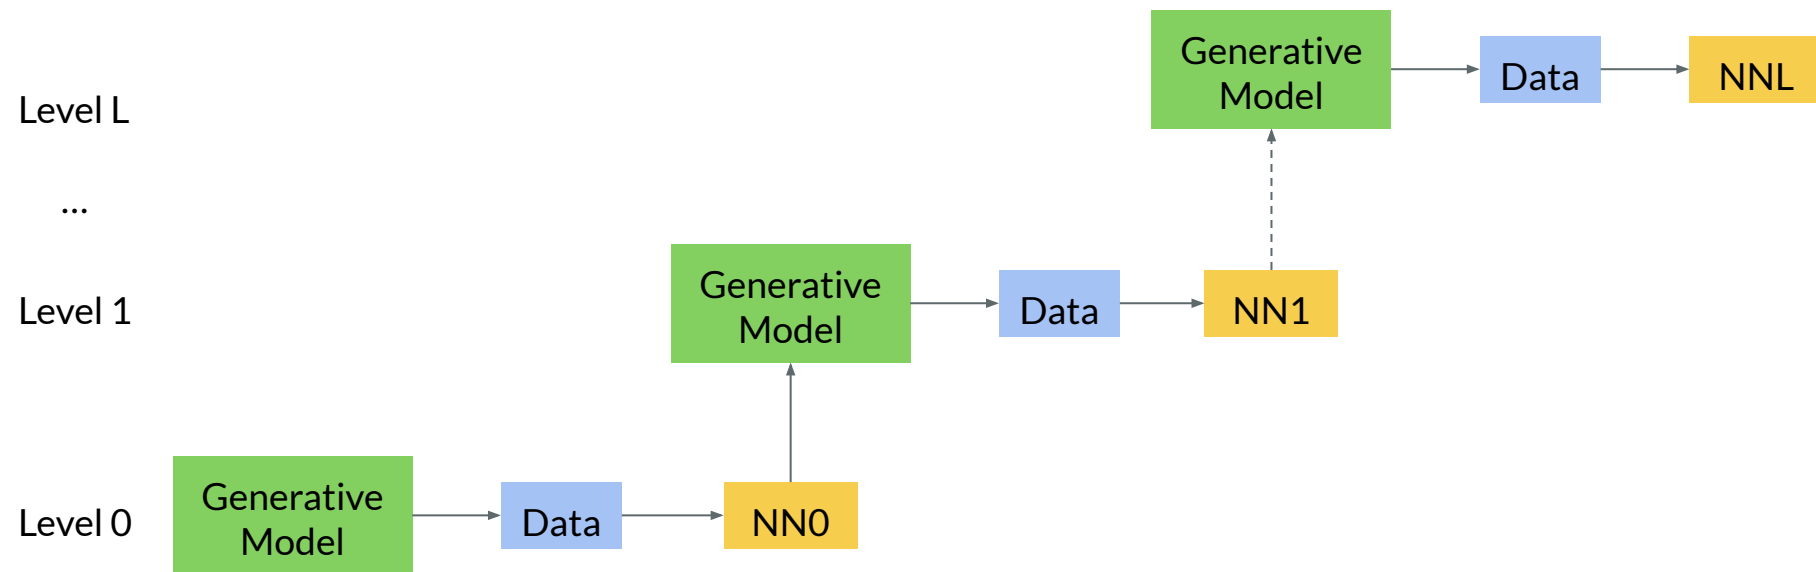 Level L
Generative
Model
Data
NNL
...
Level 1
Generative
Model
Data
NN1
Level 0
Generative
Model
Data
NN0